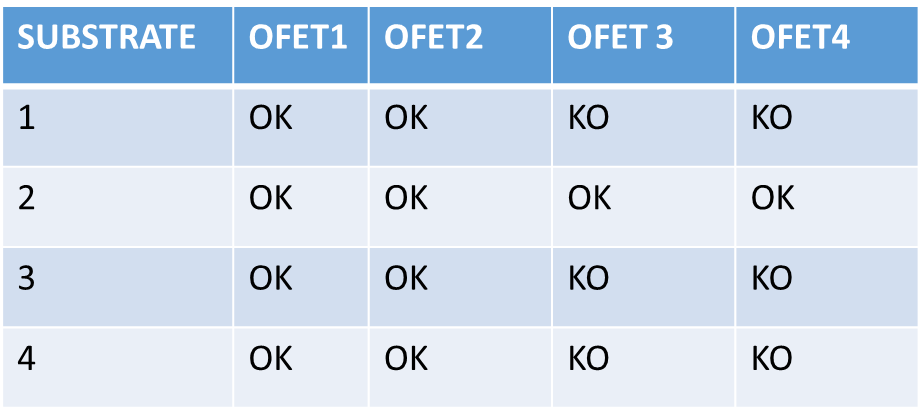 SUBSTRATE OFET1 OFET2 OFET 3 OFET4
1 OK OK KO KO
2 OK OK OK OK
3 OK OK KO KO
4 OK OK KO KO